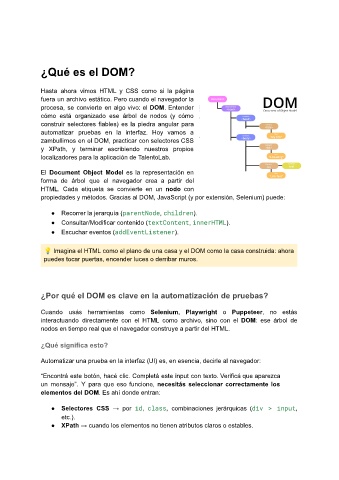 ¿Qué es el DOM?
Hasta ahora vimos HTML y CSS como si la página
fuera un archivo estático. Pero cuando el navegador la
procesa, se convierte en algo vivo: el DOM. Entender
cómo está organizado ese árbol de nodos (y cómo
construir selectores fiables) es la piedra angular para
automatizar pruebas en la interfaz. Hoy vamos a
zambullirnos en el DOM, practicar con selectores CSS
y XPath, y terminar escribiendo nuestros propios
localizadores para la aplicación de TalentoLab.
DOM
El Document Object Model es la representación en
forma de árbol que el navegador crea a partir del
HTML. Cada etiqueta se convierte en un nodo con
propiedades y métodos. Gracias al DOM, JavaScript (y por extensión, Selenium) puede:
● Recorrer la jerarquía (parentNode, children).
● Consultar/Modificar contenido (textContent, innerHTML).
● Escuchar eventos (addEventListener).
💡 Imagina el HTML como el plano de una casa y el DOM como la casa construida: ahora
puedes tocar puertas, encender luces o derribar muros.
¿Por qué el DOM es clave en la automatización de pruebas?
Cuando usás herramientas como Selenium, Playwright o Puppeteer, no estás
interactuando directamente con el HTML como archivo, sino con el DOM: ese árbol de
nodos en tiempo real que el navegador construye a partir del HTML.
¿Qué significa esto?
Automatizar una prueba en la interfaz (UI) es, en esencia, decirle al navegador:
"Encontrá este botón, hacé clic. Completá este input con texto. Verificá que aparezca
un mensaje". Y para que eso funcione, necesitás seleccionar correctamente los
elementos del DOM. Es ahí donde entran:
● Selectores CSS → por id, class, combinaciones jerárquicas (div > input,
etc.).
● XPath → cuando los elementos no tienen atributos claros o estables.